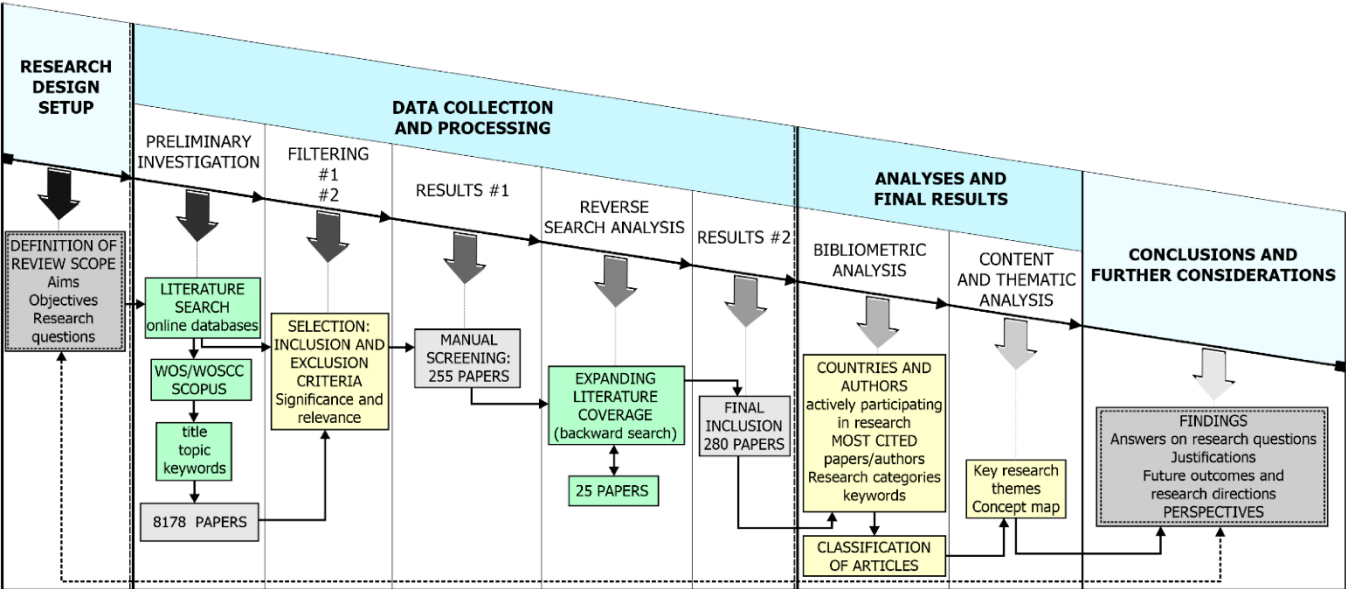 RESEARCH
DESIGN
SETUP
DATA COLLECTION
AND PROCESSING
ANALYSES AND
FINAL RESULTS
CONCLUSIONS AND
FURTHER CONSIDERATIONS
PRELIMINARY
INVESTIGATION
FILTERING
#1
#2
RESULTS #1
REVERSE
SEARCH ANALYSIS
RESULTS #2
BIBLIOMETRIC
ANALYSIS
CONTENT
AND THEMATIC
ANALYSIS
DEFINITION OF
REVIEW SCOPE
Aims
Objectives
Research
questions
LITERATURE
SEARCH
online databases
WOS/WOSCC
SCOPUS
title
topic
keywords
8178 PAPERS
SELECTION:
INCLUSION AND
EXCLUSION
CRITERIA
Significance and
relevance
MANUAL
SCREENING:
255 PAPERS
EXPANDING
LITERATURE
COVERAGE
(backward search)
25 PAPERS
FINAL
INCLUSION
280 PAPERS
COUNTRIES AND
AUTHORS
actively participating
in research
MOST CITED
papers/authors
Research categories
keywords
CLASSIFICATION
OF ARTICLES
Key research
themes
Concept map
FINDINGS
Answers on research questions
Justifications
Future outcomes and
research directions
PERSPECTIVES